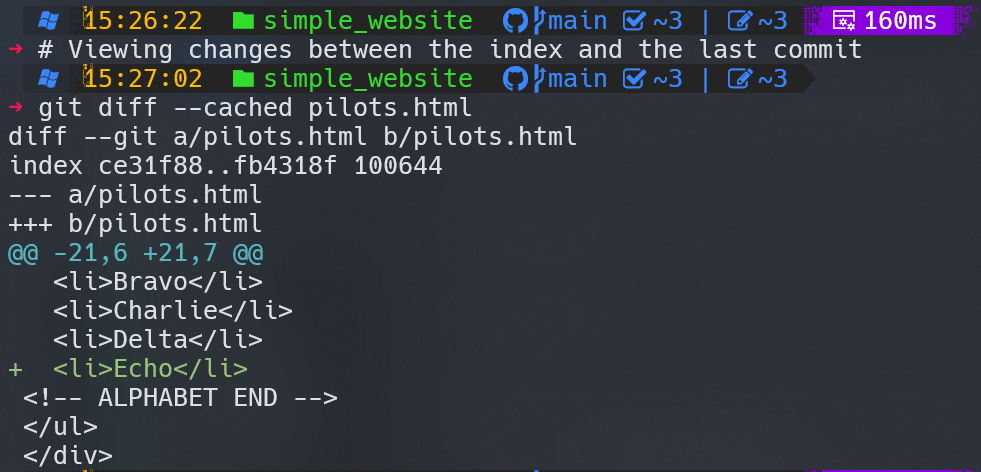 15:26:22 simple_website main ~3 | ~3 160ms
➜ # Viewing changes between the index and the last commit
15:27:02 simple_website main ~3 | ~3
➜ git diff --cached pilots.html
diff --git a/pilots.html b/pilots.html
index ce31f88..fb4318f 100644
--- a/pilots.html
+++ b/pilots.html
@@ -21,6 +21,7 @@
   <li>Bravo</li>
   <li>Charlie</li>
   <li>Delta</li>
+  <li>Echo</li>
 <!-- ALPHABET END -->
 </ul>
 </div>